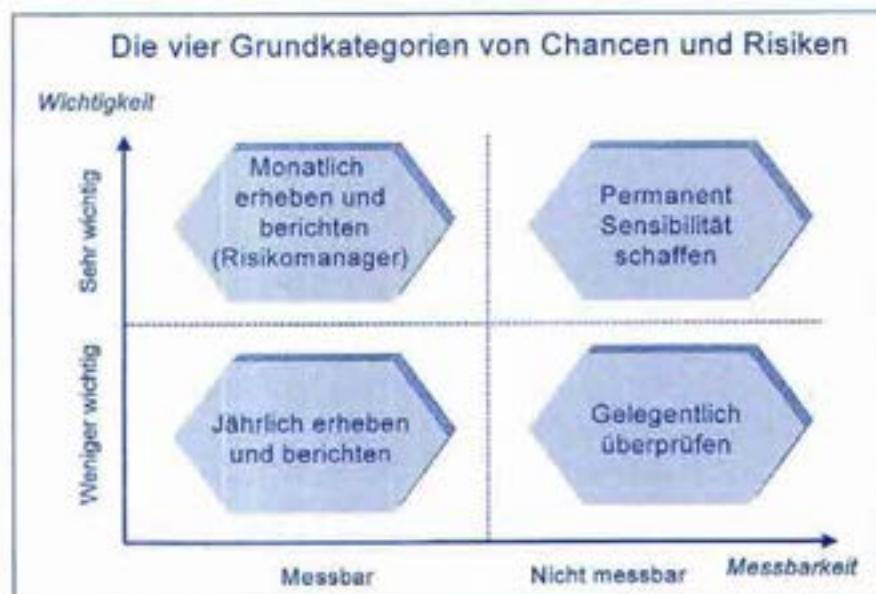 Die vier Grundkategorien von Chancen und Risiken
Wichtigkeit
Sehr wichtig
Monatlich
erheben und
berichten
(Risikomanager)
Permanent
Sensibilität
schaffen
Weniger wichtig
Jährlich erheben
und berichten
Gelegentlich
überprüfen
Messbar
Nicht messbar
Messbarkeit